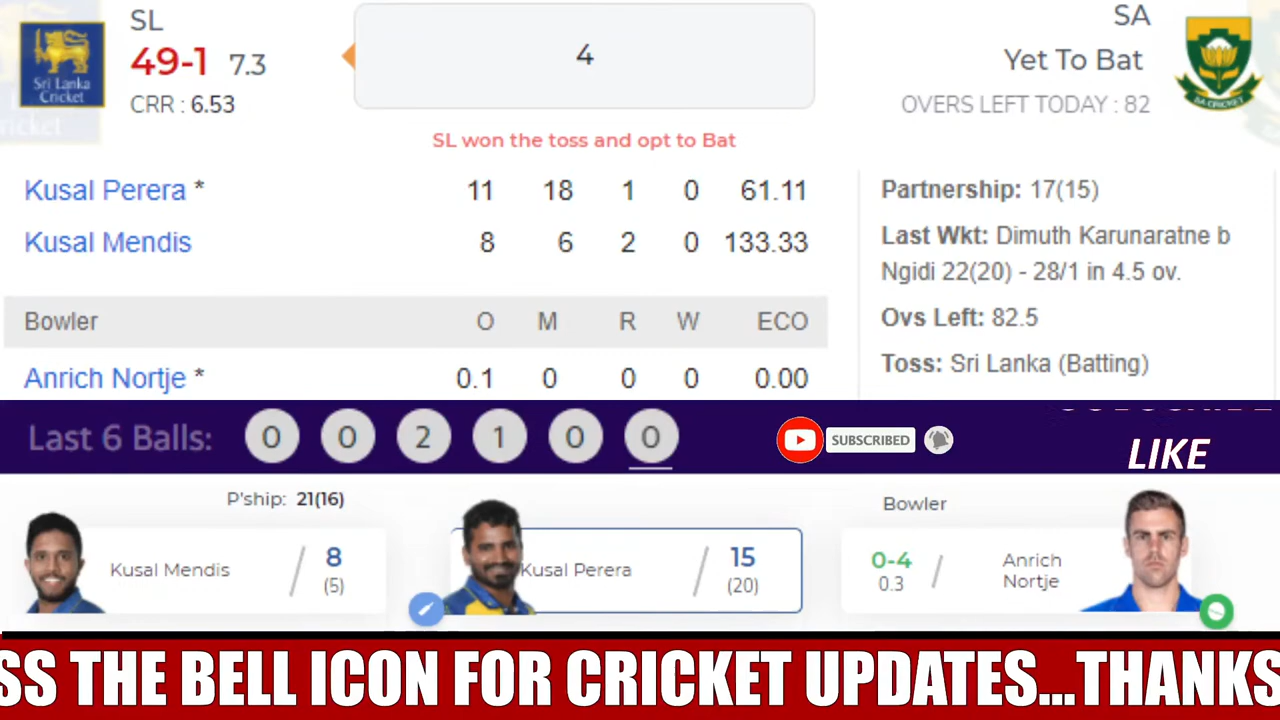 SL
49-1 7.3
CRR : 6.53
Sri Lanka
Cricket
4
SA
Yet To Bat
OVERS LEFT TODAY : 82
SA CRICKET
SL won the toss and opt to Bat
Kusal Perera * 11 18 1 0 61.11
Kusal Mendis 8 6 2 0 133.33
Bowler O M R W ECO
Anrich Nortje * 0.1 0 0 0 0.00
Partnership: 17(15)
Last Wkt: Dimuth Karunaratne b
Ngidi 22(20) - 28/1 in 4.5 ov.
Ovs Left: 82.5
Toss: Sri Lanka (Batting)
Last 6 Balls: 0 0 2 1 0 0
SUBSCRIBED
LIKE
P'ship: 21(16)
Kusal Mendis / 8
(5)
Kusal Perera / 15
(20)
Bowler
0-4
0.3 /
Anrich
Nortje
SS THE BELL ICON FOR CRICKET UPDATES...THANKS